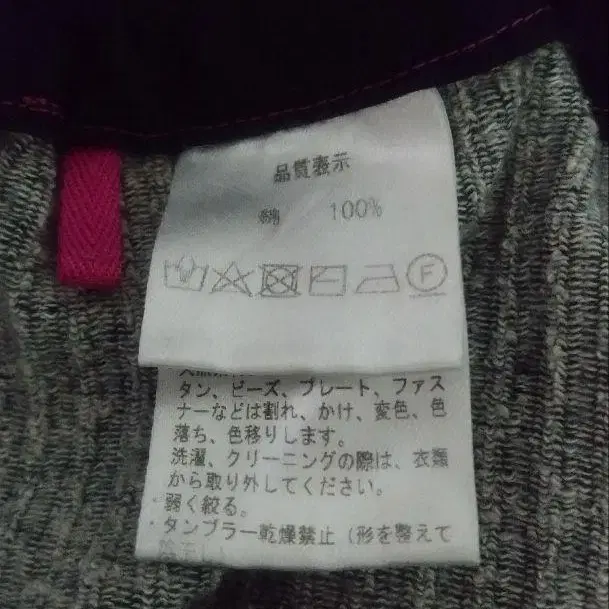 品質表示
綿 100%
F
タン、ビーズ、プレート、ファス
ナーなどは割れ、かけ、変色、色
落ち、色移りします。
洗濯、クリーニングの際は、衣類
から取り外してください。
・弱く絞る。
・タンブラー乾燥禁止（形を整えて